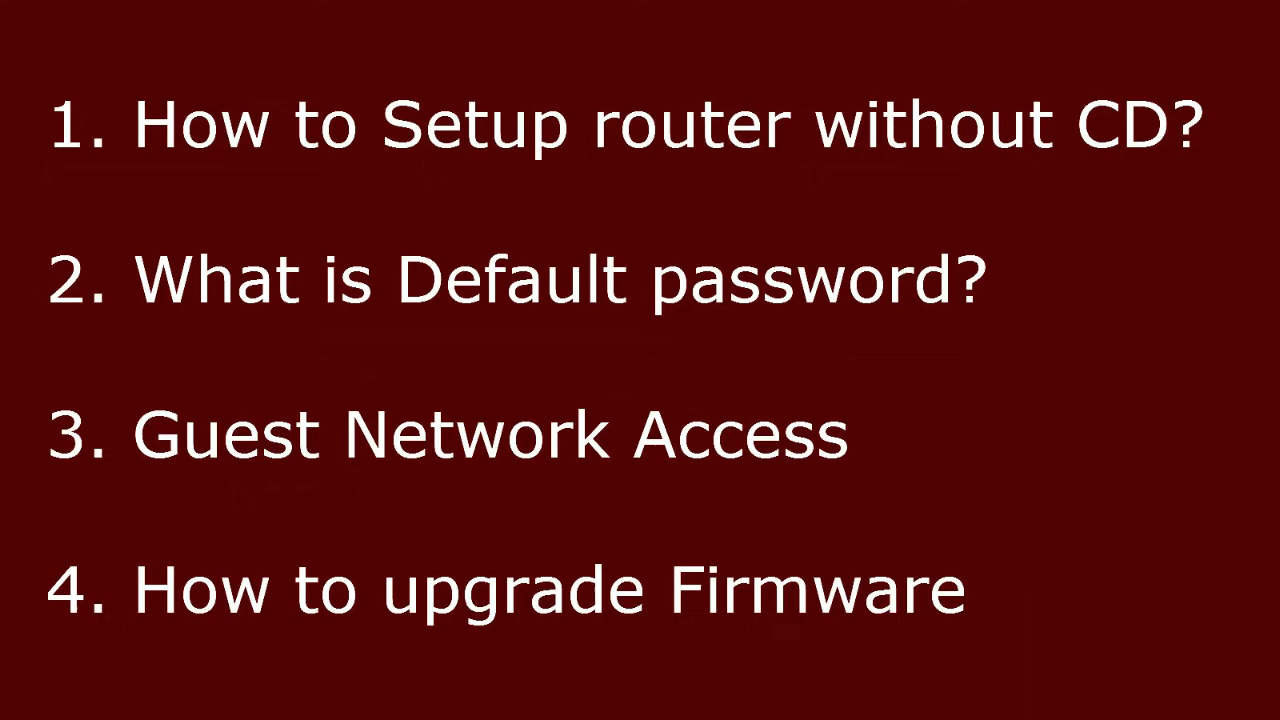 1. How to Setup router without CD?
2. What is Default password?
3. Guest Network Access
4. How to upgrade Firmware